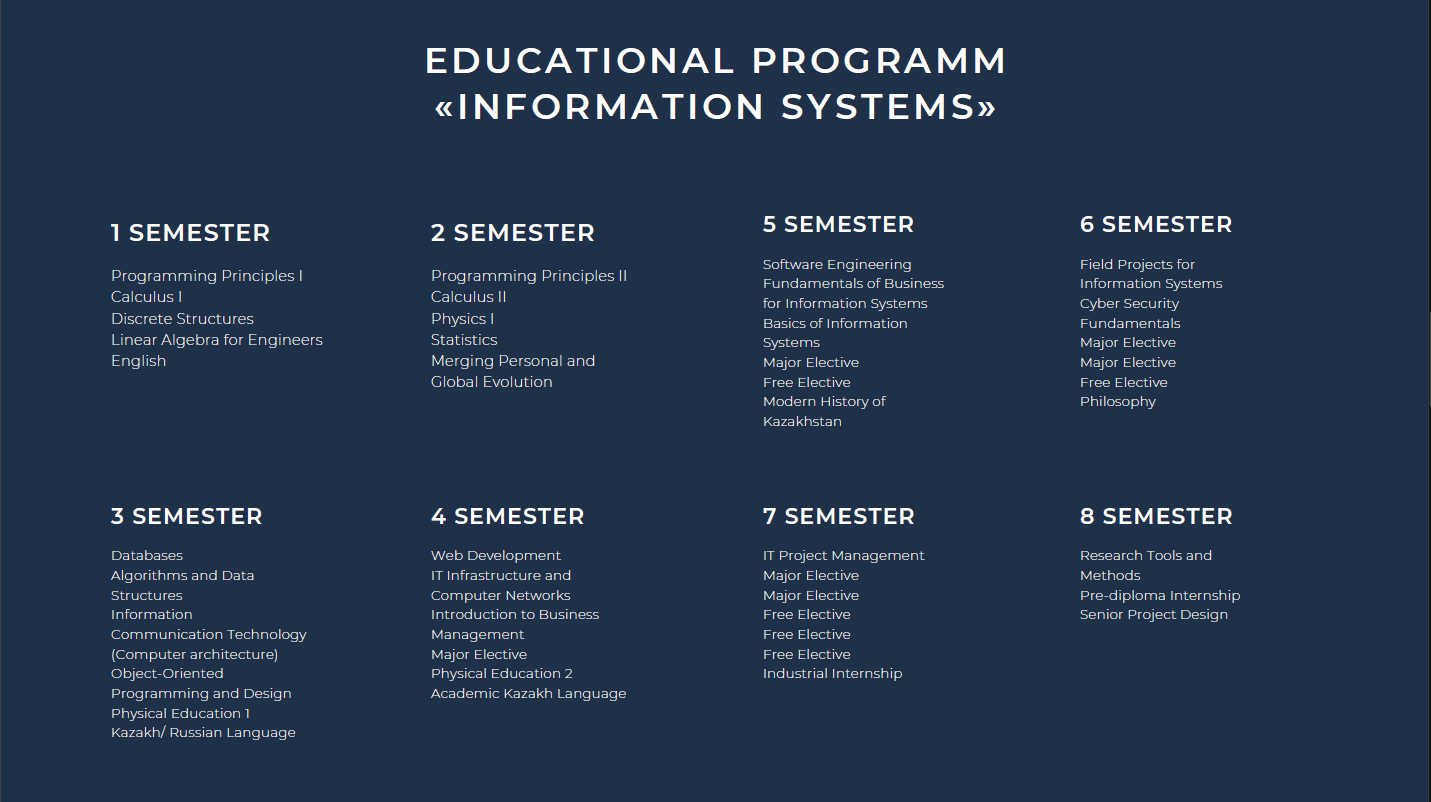 EDUCATIONAL PROGRAMM
«INFORMATION SYSTEMS»
1 SEMESTER
Programming Principles I
Calculus I
Discrete Structures
Linear Algebra for Engineers
English
2 SEMESTER
Programming Principles II
Calculus II
Physics I
Statistics
Merging Personal and
Global Evolution
3 SEMESTER
Databases
Algorithms and Data
Structures
Information
Communication Technology
(Computer architecture)
Object-Oriented
Programming and Design
Physical Education 1
Kazakh/ Russian Language
4 SEMESTER
Web Development
IT Infrastructure and
Computer Networks
Introduction to Business
Management
Major Elective
Physical Education 2
Academic Kazakh Language
5 SEMESTER
Software Engineering
Fundamentals of Business
for Information Systems
Basics of Information
Systems
Major Elective
Free Elective
Modern History of
Kazakhstan
6 SEMESTER
Field Projects for
Information Systems
Cyber Security
Fundamentals
Major Elective
Major Elective
Free Elective
Philosophy
7 SEMESTER
IT Project Management
Major Elective
Major Elective
Free Elective
Free Elective
Free Elective
Industrial Internship
8 SEMESTER
Research Tools and
Methods
Pre-diploma Internship
Senior Project Design